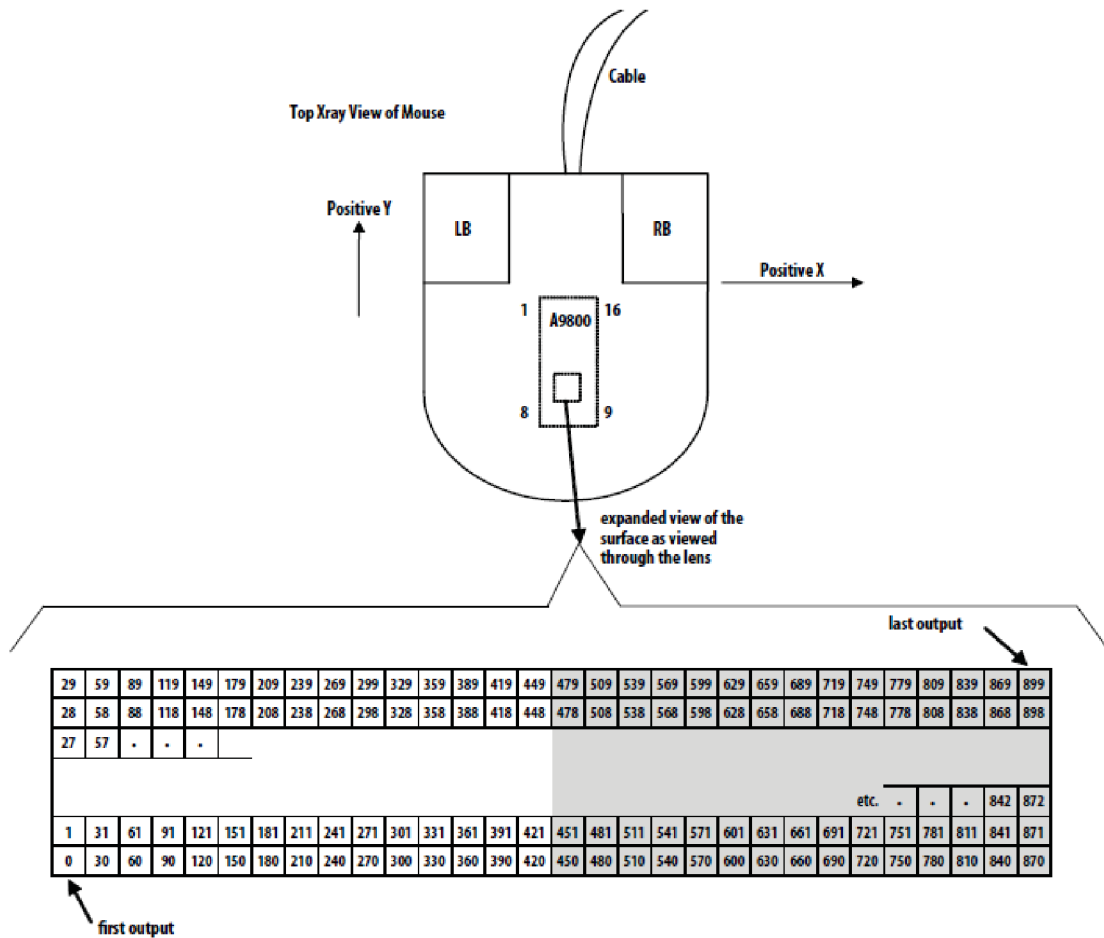 Cable
Top Xray View of Mouse
Positive Y
LB
RB
Positive X
1
A9800
16
8
9
expanded view of the
surface as viewed
through the lens
last output
29 59 89 119 149 179 209 239 269 299 329 359 389 419 449 479 509 539 569 599 629 659 689 719 749 779 809 839 869 899
28 58 88 118 148 178 208 238 268 298 328 358 388 418 448 478 508 538 568 598 628 658 688 718 748 778 808 838 868 898
27 57 • • •
etc. • • • 842 872
1 31 61 91 121 151 181 211 241 271 301 331 361 391 421 451 481 511 541 571 601 631 661 691 721 751 781 811 841 871
0 30 60 90 120 150 180 210 240 270 300 330 360 390 420 450 480 510 540 570 600 630 660 690 720 750 780 810 840 870
first output